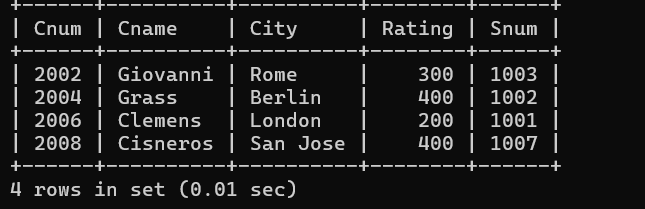 +------+----------+----------+--------+------+
| Cnum | Cname    | City     | Rating | Snum |
+------+----------+----------+--------+------+
| 2002 | Giovanni | Rome     |    300 | 1003 |
| 2004 | Grass    | Berlin   |    400 | 1002 |
| 2006 | Clemens  | London   |    200 | 1001 |
| 2008 | Cisneros | San Jose |    400 | 1007 |
+------+----------+----------+--------+------+
4 rows in set (0.01 sec)